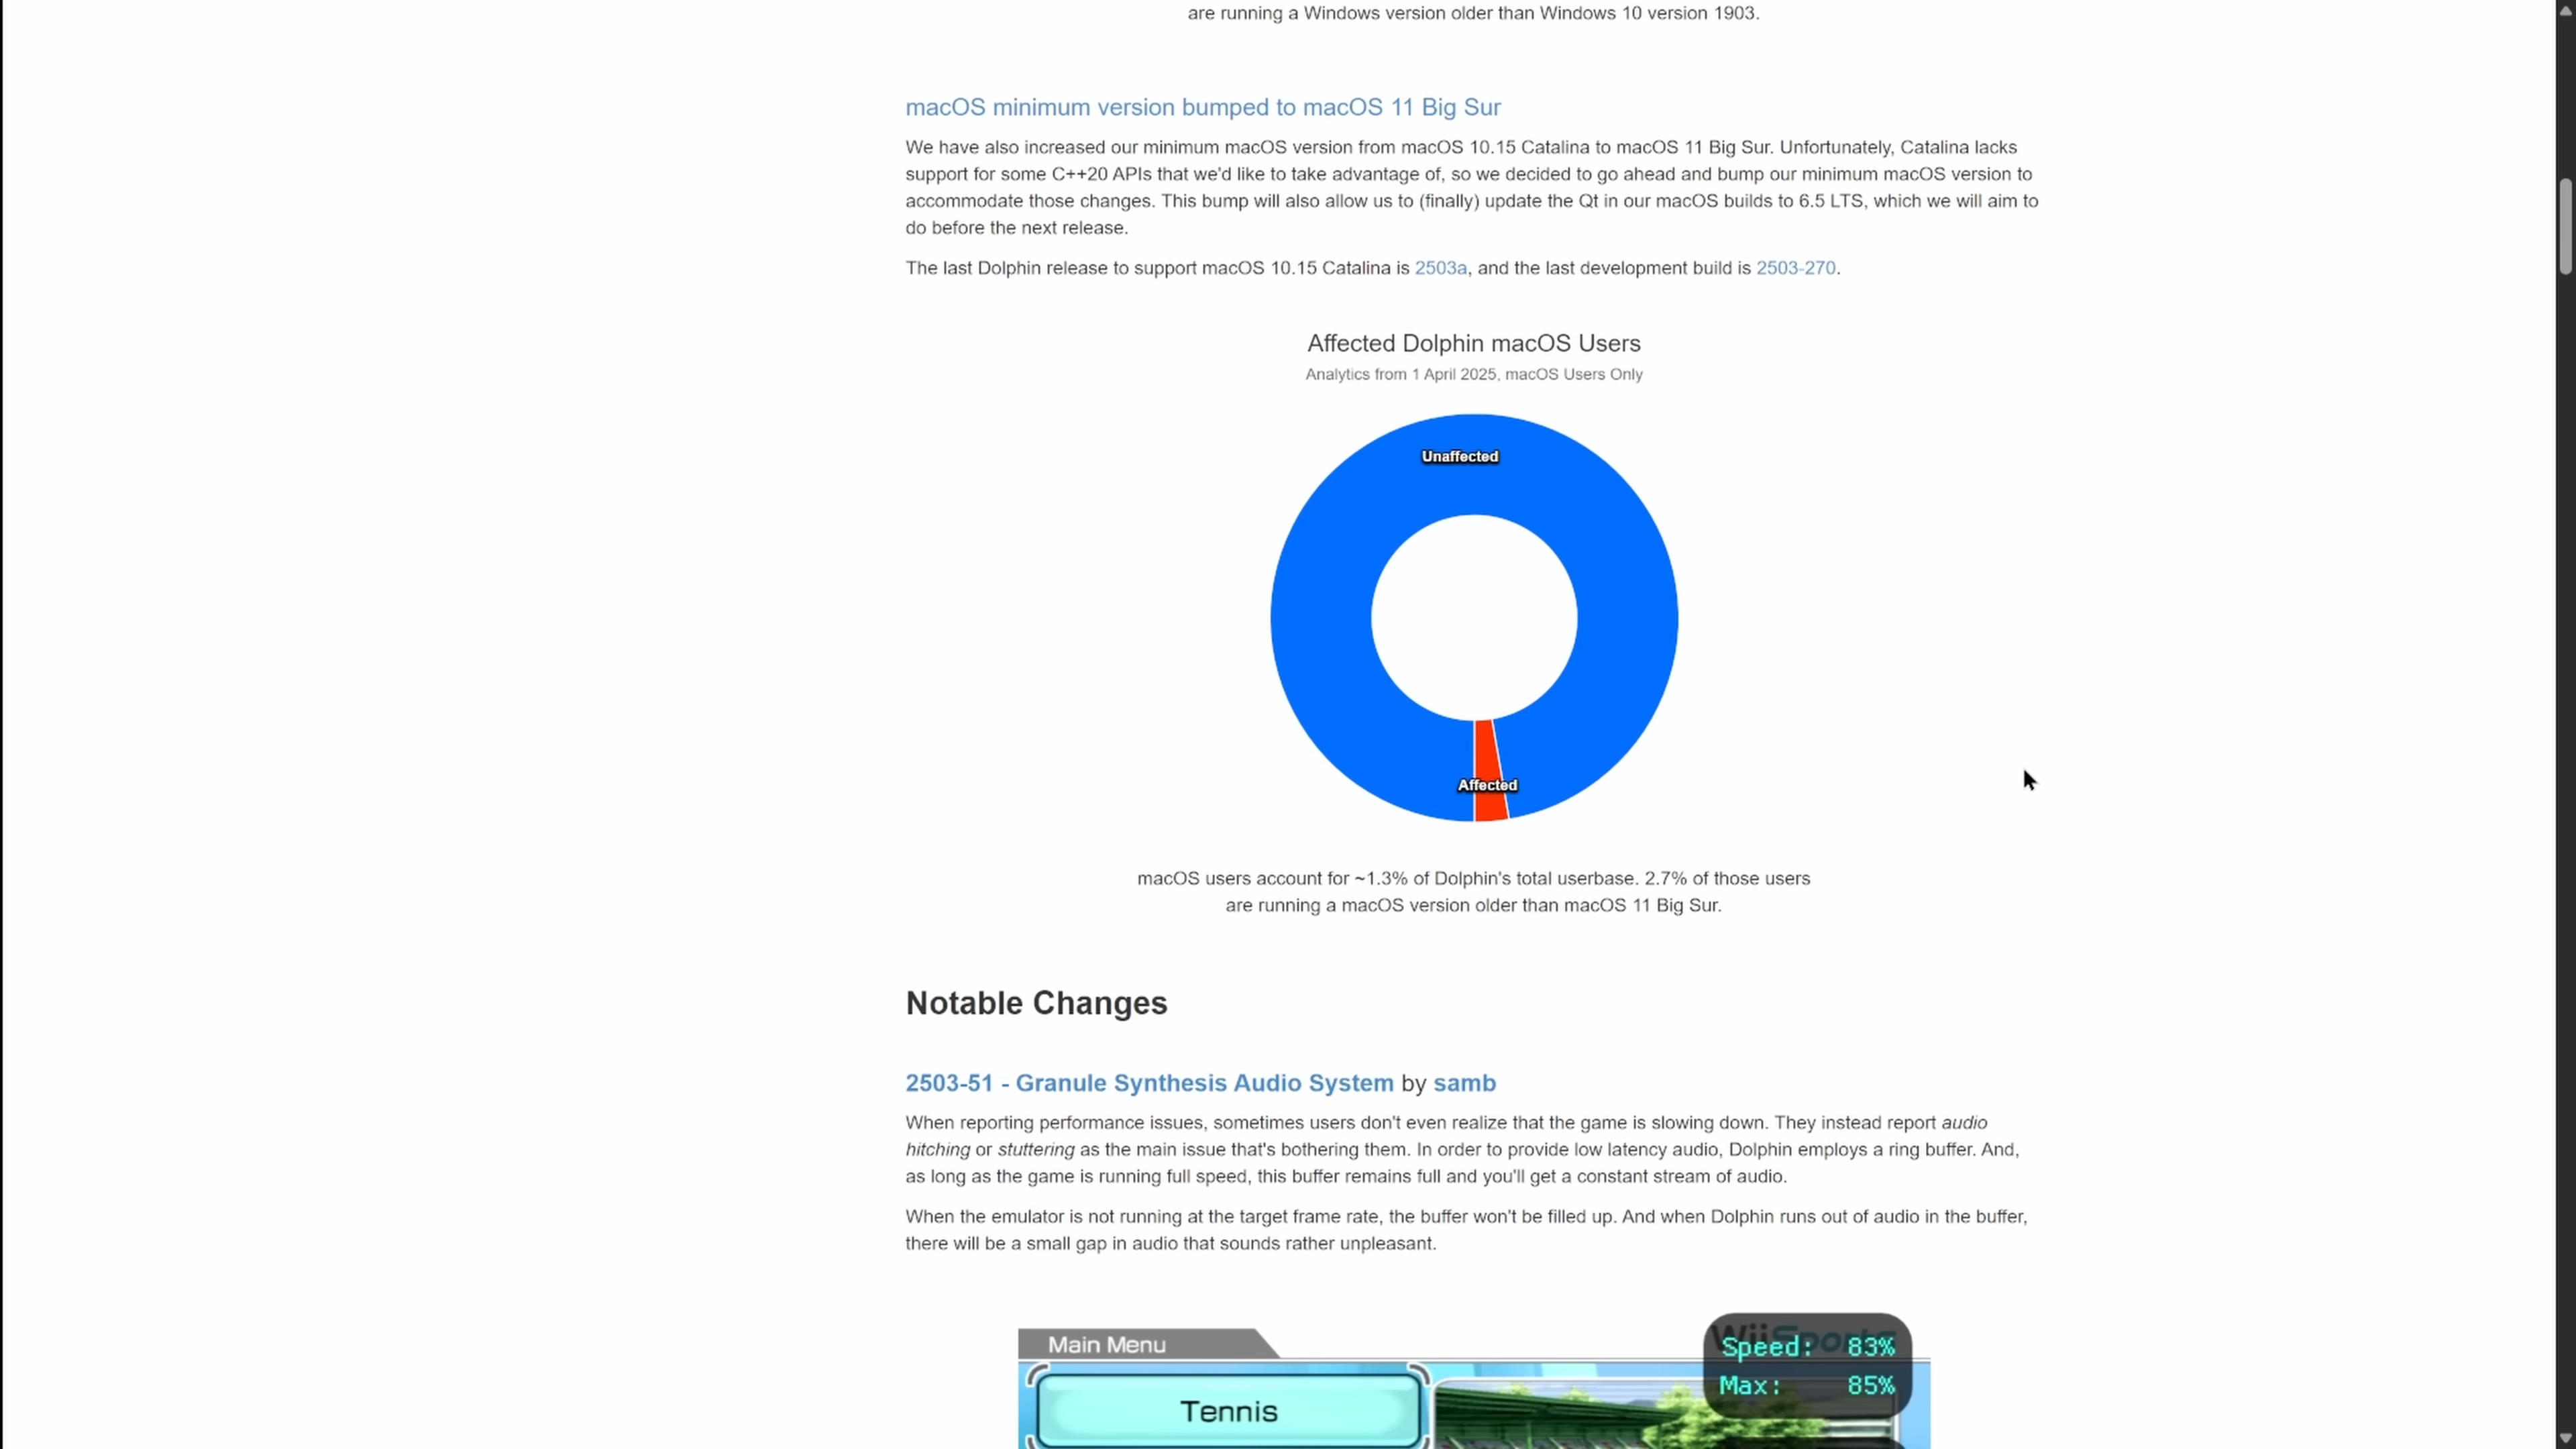 are running a Windows version older than Windows 10 version 1903.
macOS minimum version bumped to macOS 11 Big Sur
We have also increased our minimum macOS version from macOS 10.15 Catalina to macOS 11 Big Sur. Unfortunately, Catalina lacks
support for some C++20 APIs that we'd like to take advantage of, so we decided to go ahead and bump our minimum macOS version to
accommodate those changes. This bump will also allow us to (finally) update the Qt in our macOS builds to 6.5 LTS, which we will aim to
do before the next release.
The last Dolphin release to support macOS 10.15 Catalina is 2503a, and the last development build is 2503-270.
Affected Dolphin macOS Users
Analytics from 1 April 2025, macOS Users Only
Unaffected
Affected
macOS users account for ~1.3% of Dolphin's total userbase. 2.7% of those users
are running a macOS version older than macOS 11 Big Sur.
Notable Changes
2503-51 - Granule Synthesis Audio System by samb
When reporting performance issues, sometimes users don't even realize that the game is slowing down. They instead report audio
hitching or stuttering as the main issue that's bothering them. In order to provide low latency audio, Dolphin employs a ring buffer. And,
as long as the game is running full speed, this buffer remains full and you'll get a constant stream of audio.
When the emulator is not running at the target frame rate, the buffer won't be filled up. And when Dolphin runs out of audio in the buffer,
there will be a small gap in audio that sounds rather unpleasant.
Main Menu
Wii Sports
Speed: 83%
Max: 85%
Tennis